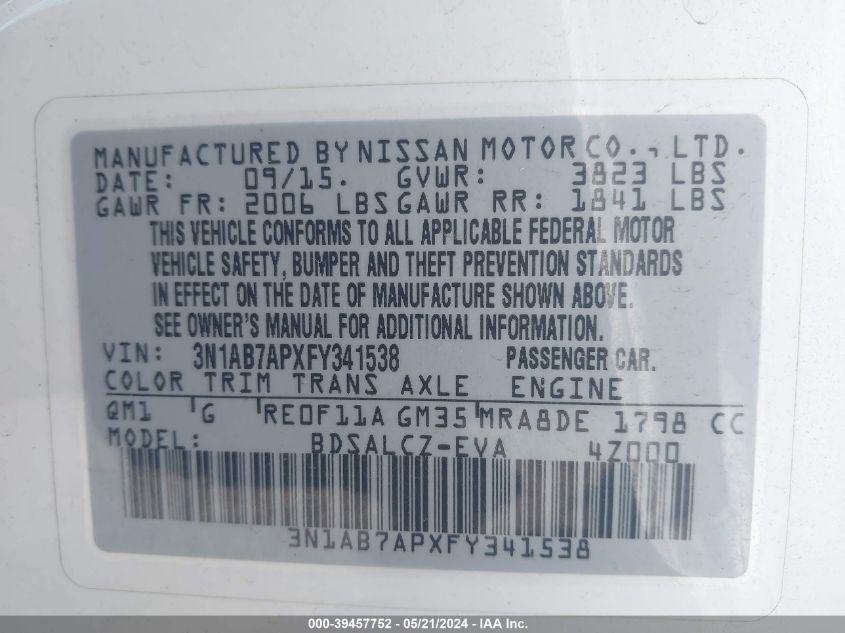 MANUFACTURED BY NISSAN MOTOR CO., LTD.
DATE: 09/15. GVWR: 3823 LBS
GAWR FR: 2006 LBS GAWR RR: 1841 LBS
THIS VEHICLE CONFORMS TO ALL APPLICABLE FEDERAL MOTOR
VEHICLE SAFETY, BUMPER AND THEFT PREVENTION STANDARDS
IN EFFECT ON THE DATE OF MANUFACTURE SHOWN ABOVE.
SEE OWNER'S MANUAL FOR ADDITIONAL INFORMATION.
VIN: 3N1AB7APXFY341538 PASSENGER CAR.
COLOR TRIM TRANS AXLE ENGINE
QM1 G RE0F11A GM35 MRA8DE 1798 CC
MODEL: BDSALCZ-EVA 4Z000
3N1AB7APXFY341538
000-39457752 - 05/21/2024 - IAA Inc.